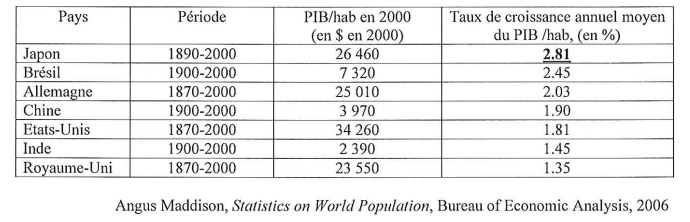 Pays Période PIB/hab en 2000 (en $ en 2000) Taux de croissance annuel moyen du PIB /hab, (en %)
Japon 1890-2000 26 460 2.81
Brésil 1900-2000 7 320 2.45
Allemagne 1870-2000 25 010 2.03
Chine 1900-2000 3 970 1.90
Etats-Unis 1870-2000 34 260 1.81
Inde 1900-2000 2 390 1.45
Royaume-Uni 1870-2000 23 550 1.35
Angus Maddison, Statistics on World Population, Bureau of Economic Analysis, 2006